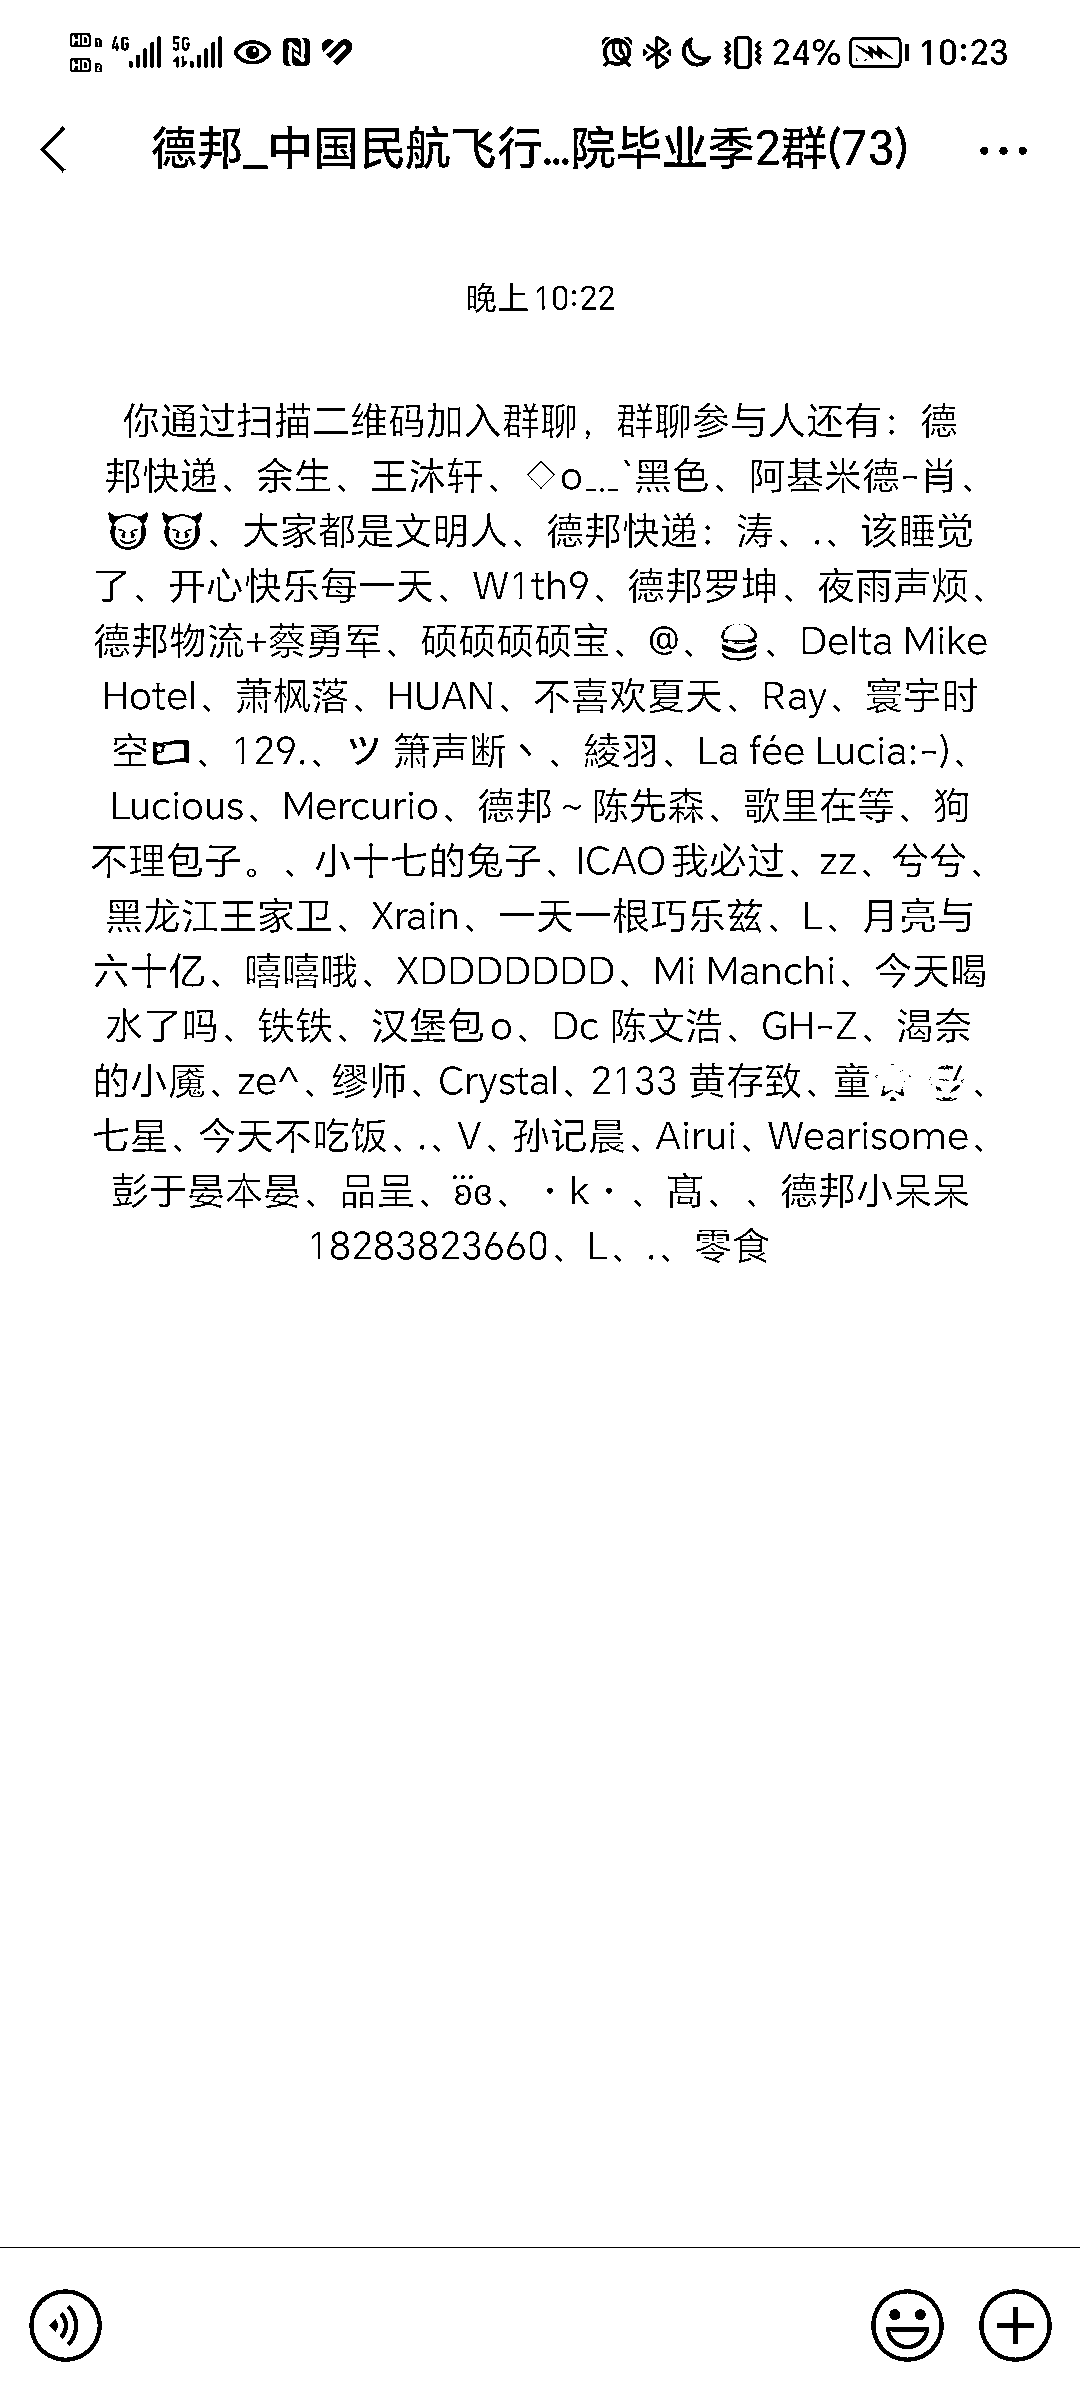 HD 1 4G 5G 24% 10:23
HD 2
德邦_中国民航飞行...院毕业季2群(73)
晚上10:22
你通过扫描二维码加入群聊，群聊参与人还有：德
邦快递、余生、王沐轩、◇o_._`黑色、阿基米德-肖、
😈😈、大家都是文明人、德邦快递：涛、.、该睡觉
了、开心快乐每一天、W1th9、德邦罗坤、夜雨声烦、
德邦物流+蔡勇军、硕硕硕硕宝、@、🍔、Delta Mike
Hotel、萧枫落、HUAN、不喜欢夏天、Ray、寰宇时
空、129.、ツ 箫声断丶、綾羽、La fée Lucia:-)、
Lucious、Mercurio、德邦～陈先森、歌里在等、狗
不理包子。、小十七的兔子、ICAO我必过、zz、兮兮、
黑龙江王家卫、Xrain、一天一根巧乐兹、L、月亮与
六十亿、嘻嘻哦、XDDDDDDD、Mi Manchi、今天喝
水了吗、铁铁、汉堡包o、Dc 陈文浩、GH-Z、渴奈
的小魇、ze^、缪师、Crystal、2133 黄存致、童、
七星、今天不吃饭、.、V、孙记晨、Airui、Wearisome、
彭于晏本晏、品呈、ʚ̈ɞ、・k・、髙、、德邦小呆呆
18283823660、L、.、零食